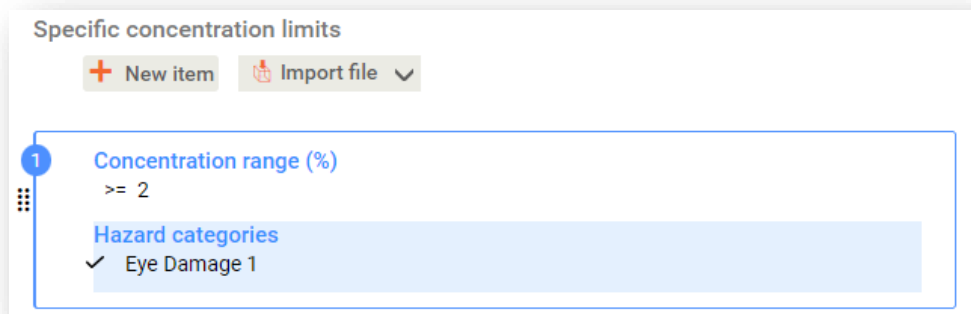 Specific concentration limits
New item Import file
1
Concentration range (%)
>= 2
Hazard categories
Eye Damage 1